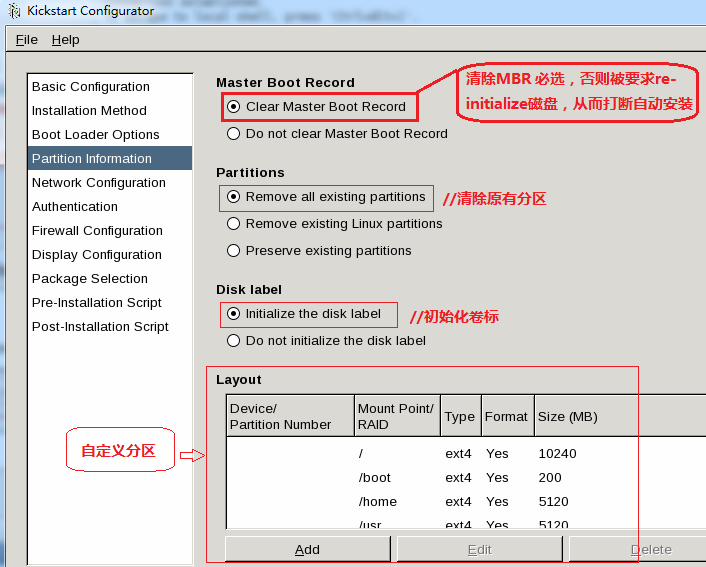 Kickstart Configurator
File Help
Basic Configuration
Installation Method
Boot Loader Options
Partition Information
Network Configuration
Authentication
Firewall Configuration
Display Configuration
Package Selection
Pre-Installation Script
Post-Installation Script
Master Boot Record
Clear Master Boot Record
Do not clear Master Boot Record
清除MBR 必选，否则被要求re-
initialize磁盘，从而打断自动安装
Partitions
Remove all existing partitions
//清除原有分区
Remove existing Linux partitions
Preserve existing partitions
Disk label
Initialize the disk label
//初始化卷标
Do not initialize the disk label
Layout
自定义分区
Device/
Partition Number
Mount Point/
RAID
Type
Format
Size (MB)
/ ext4 Yes 10240
/boot ext4 Yes 200
/home ext4 Yes 5120
/usr ext4 Yes 5120
Add
Edit
Delete